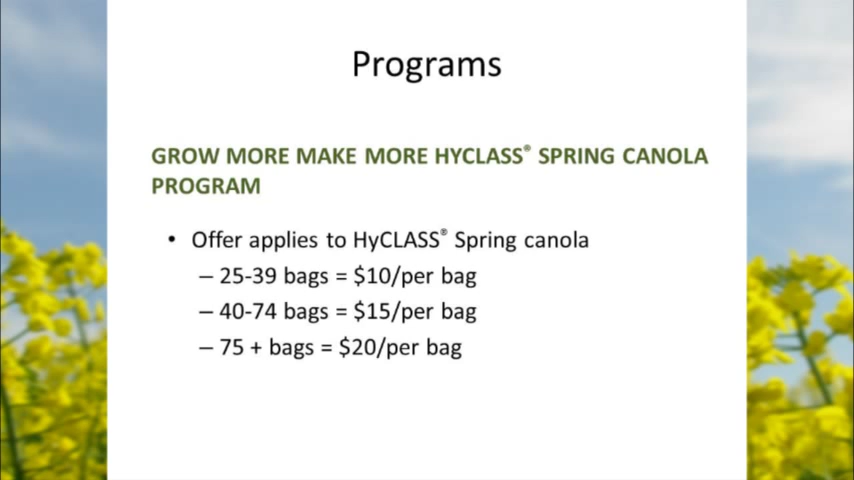 Programs
GROW MORE MAKE MORE HYCLASS® SPRING CANOLA
PROGRAM
• Offer applies to HyCLASS® Spring canola
– 25-39 bags = $10/per bag
– 40-74 bags = $15/per bag
– 75 + bags = $20/per bag